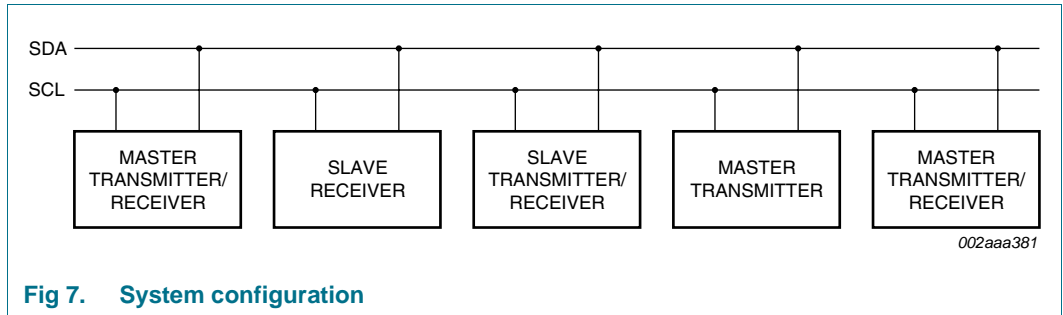 SDA
SCL
MASTER
TRANSMITTER/
RECEIVER
SLAVE
RECEIVER
SLAVE
TRANSMITTER/
RECEIVER
MASTER
TRANSMITTER
MASTER
TRANSMITTER/
RECEIVER
002aaa381
Fig 7. System configuration